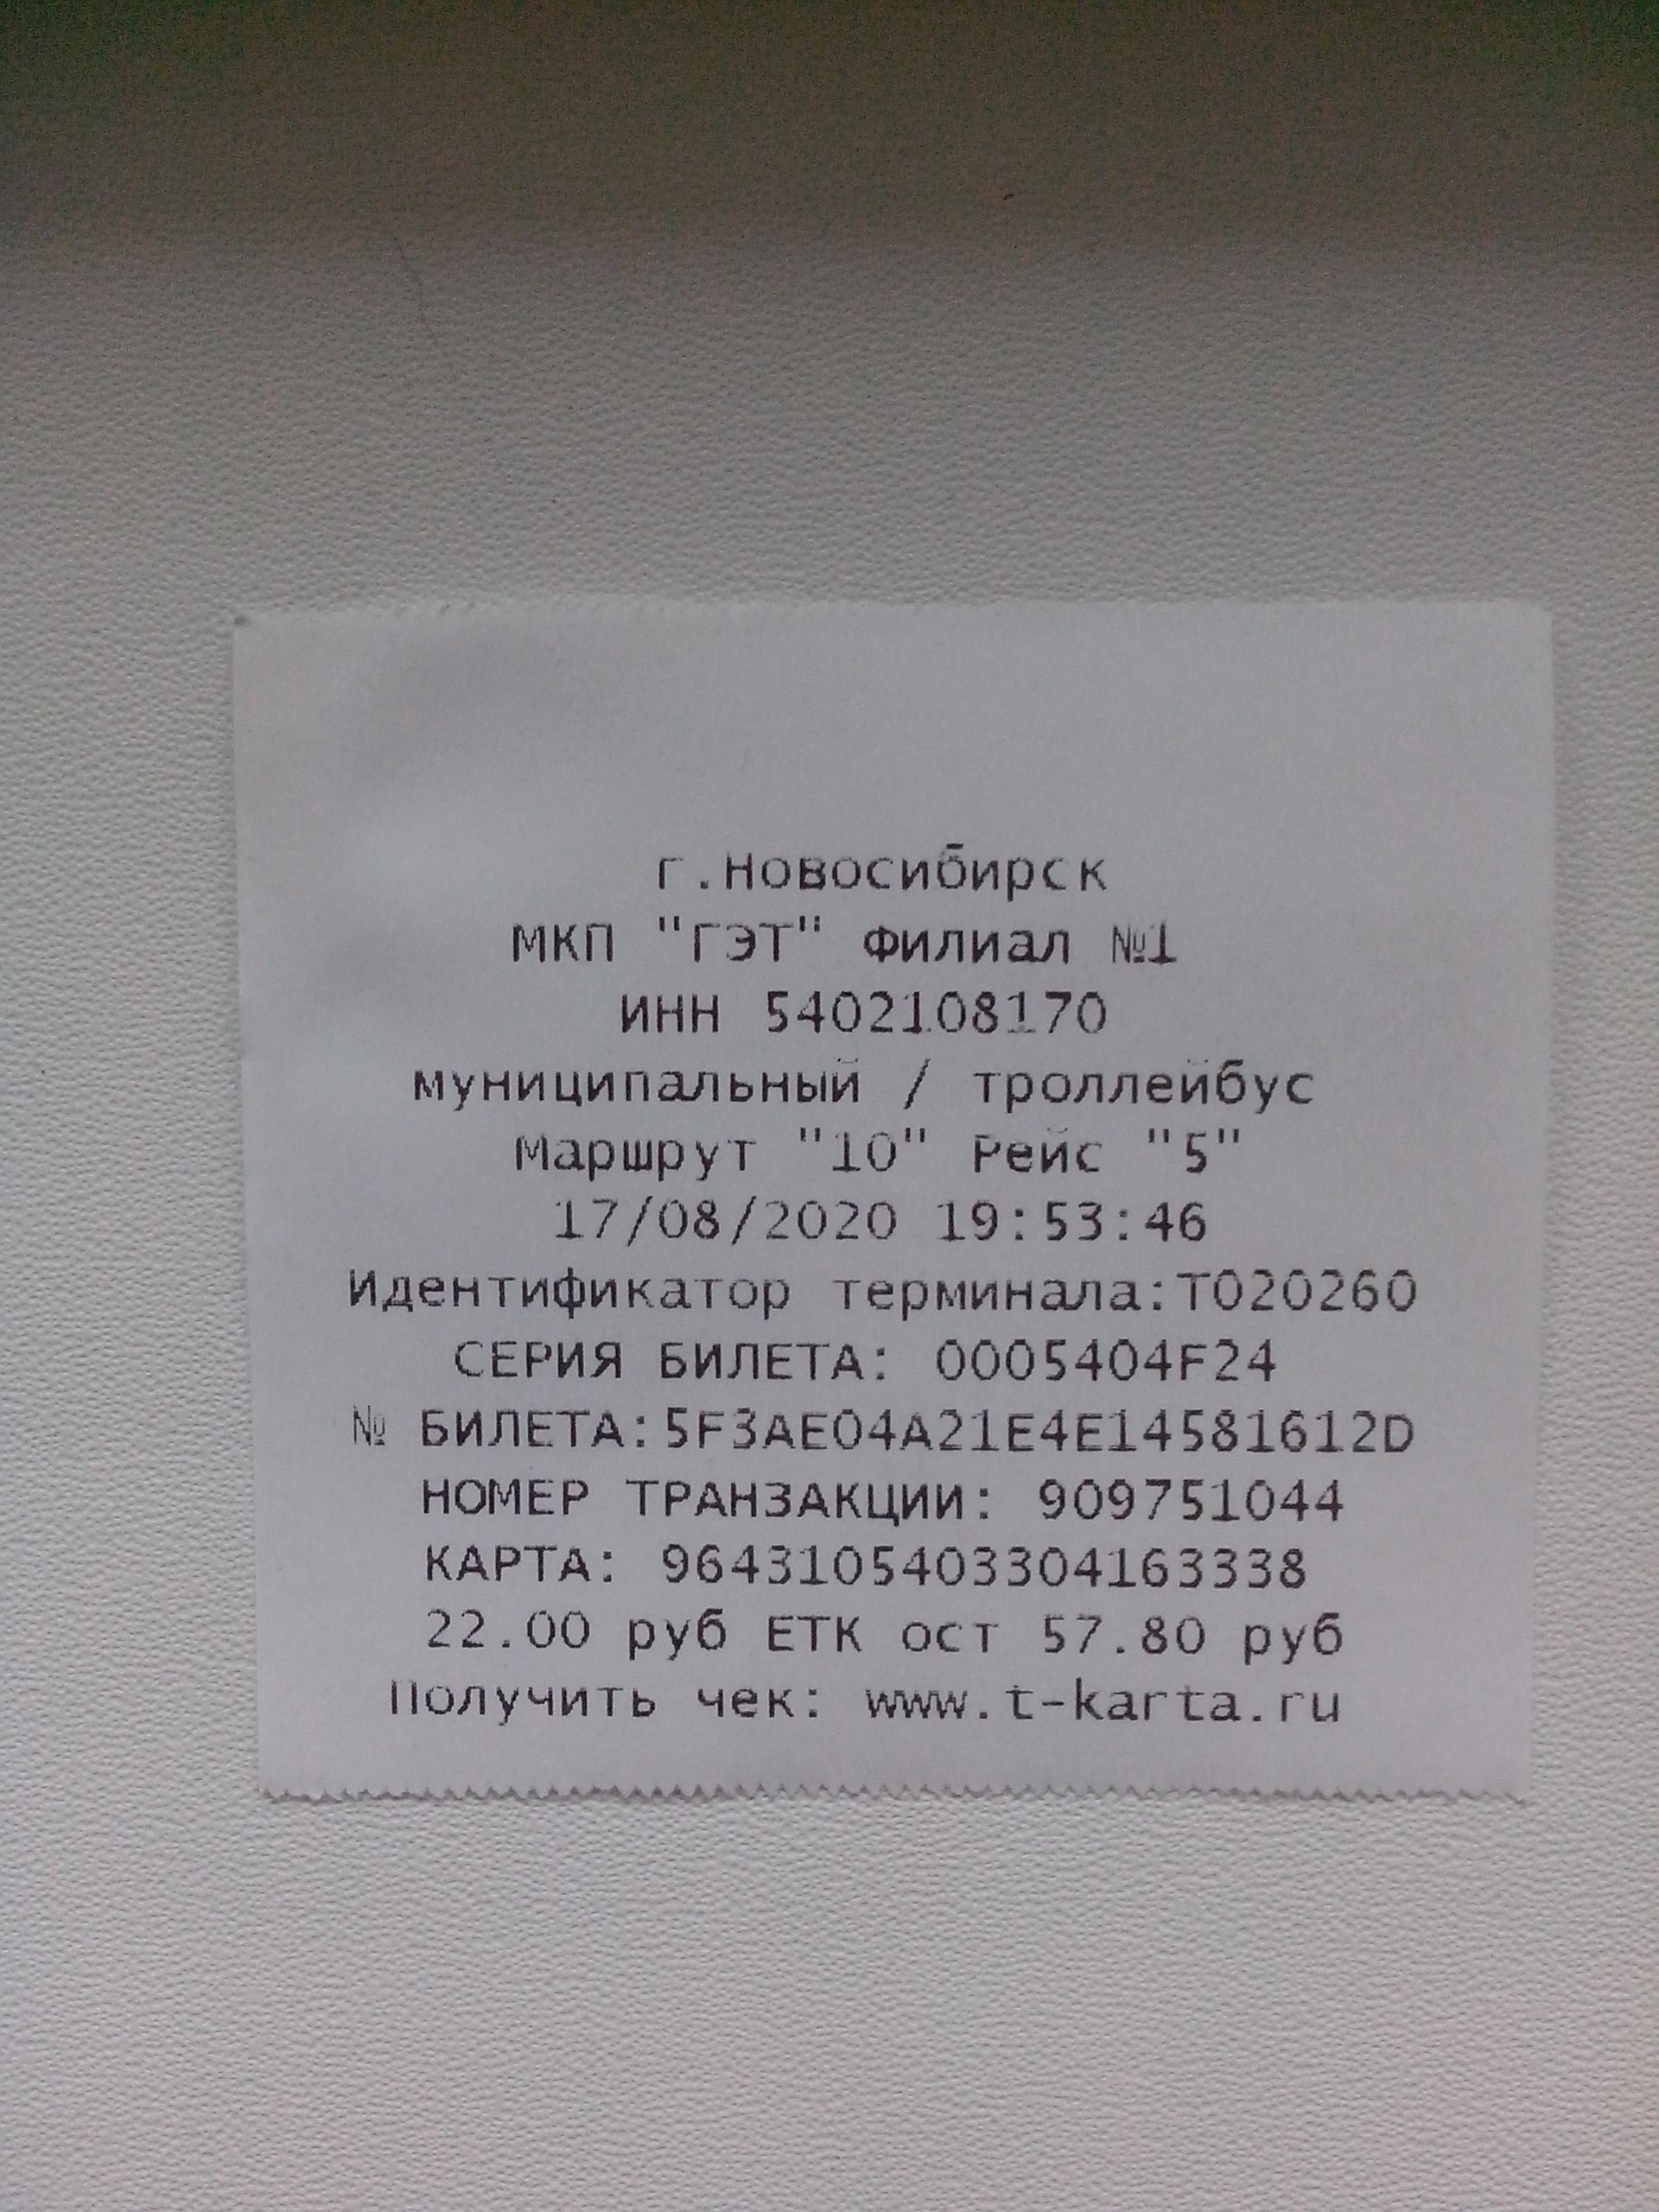 г.Новосибирск
МКП "ГЭТ" Филиал №1
ИНН 5402108170
муниципальный / троллейбус
Маршрут "10" Рейс "5"
17/08/2020 19:53:46
Идентификатор терминала:Т020260
СЕРИЯ БИЛЕТА: 0005404F24
№ БИЛЕТА:5F3AE04A21E4E14581612D
НОМЕР ТРАНЗАКЦИИ: 909751044
КАРТА: 9643105403304163338
22.00 руб ЕТК ост 57.80 руб
Получить чек: www.t-karta.ru